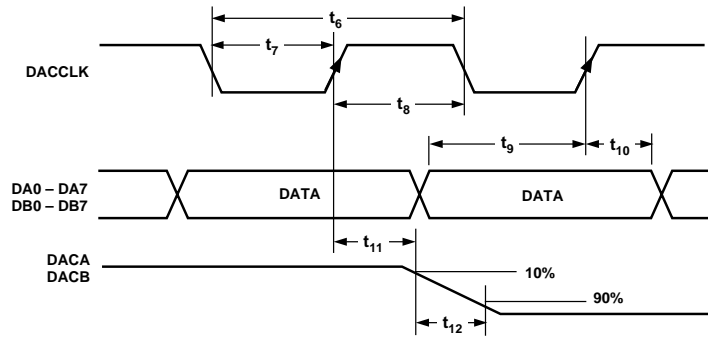 t6
t7
DACCLK
t8
t9
t10
DA0 – DA7
DB0 – DB7
DATA
DATA
t11
DACA
DACB
10%
90%
t12